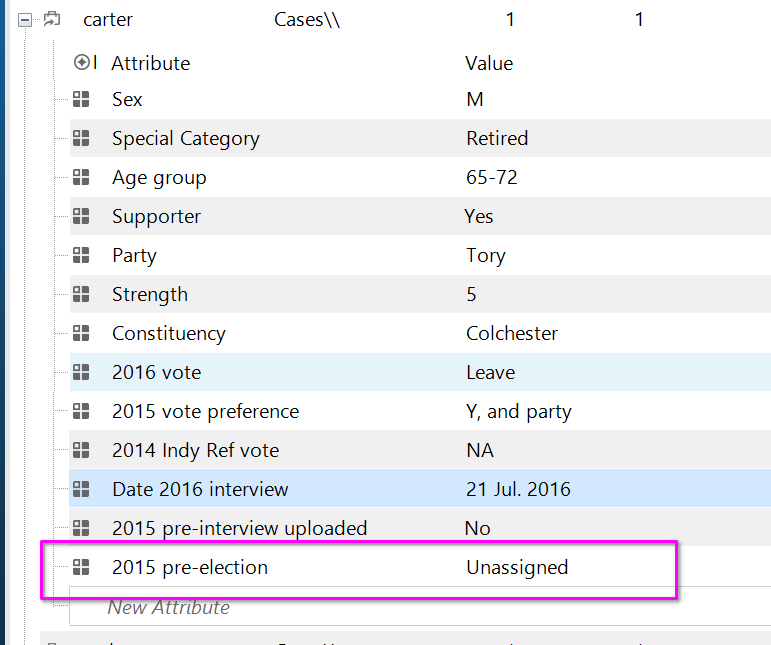 carter Cases\\ 1 1
Attribute Value
Sex M
Special Category Retired
Age group 65-72
Supporter Yes
Party Tory
Strength 5
Constituency Colchester
2016 vote Leave
2015 vote preference Y, and party
2014 Indy Ref vote NA
Date 2016 interview 21 Jul. 2016
2015 pre-interview uploaded No
2015 pre-election Unassigned
New Attribute